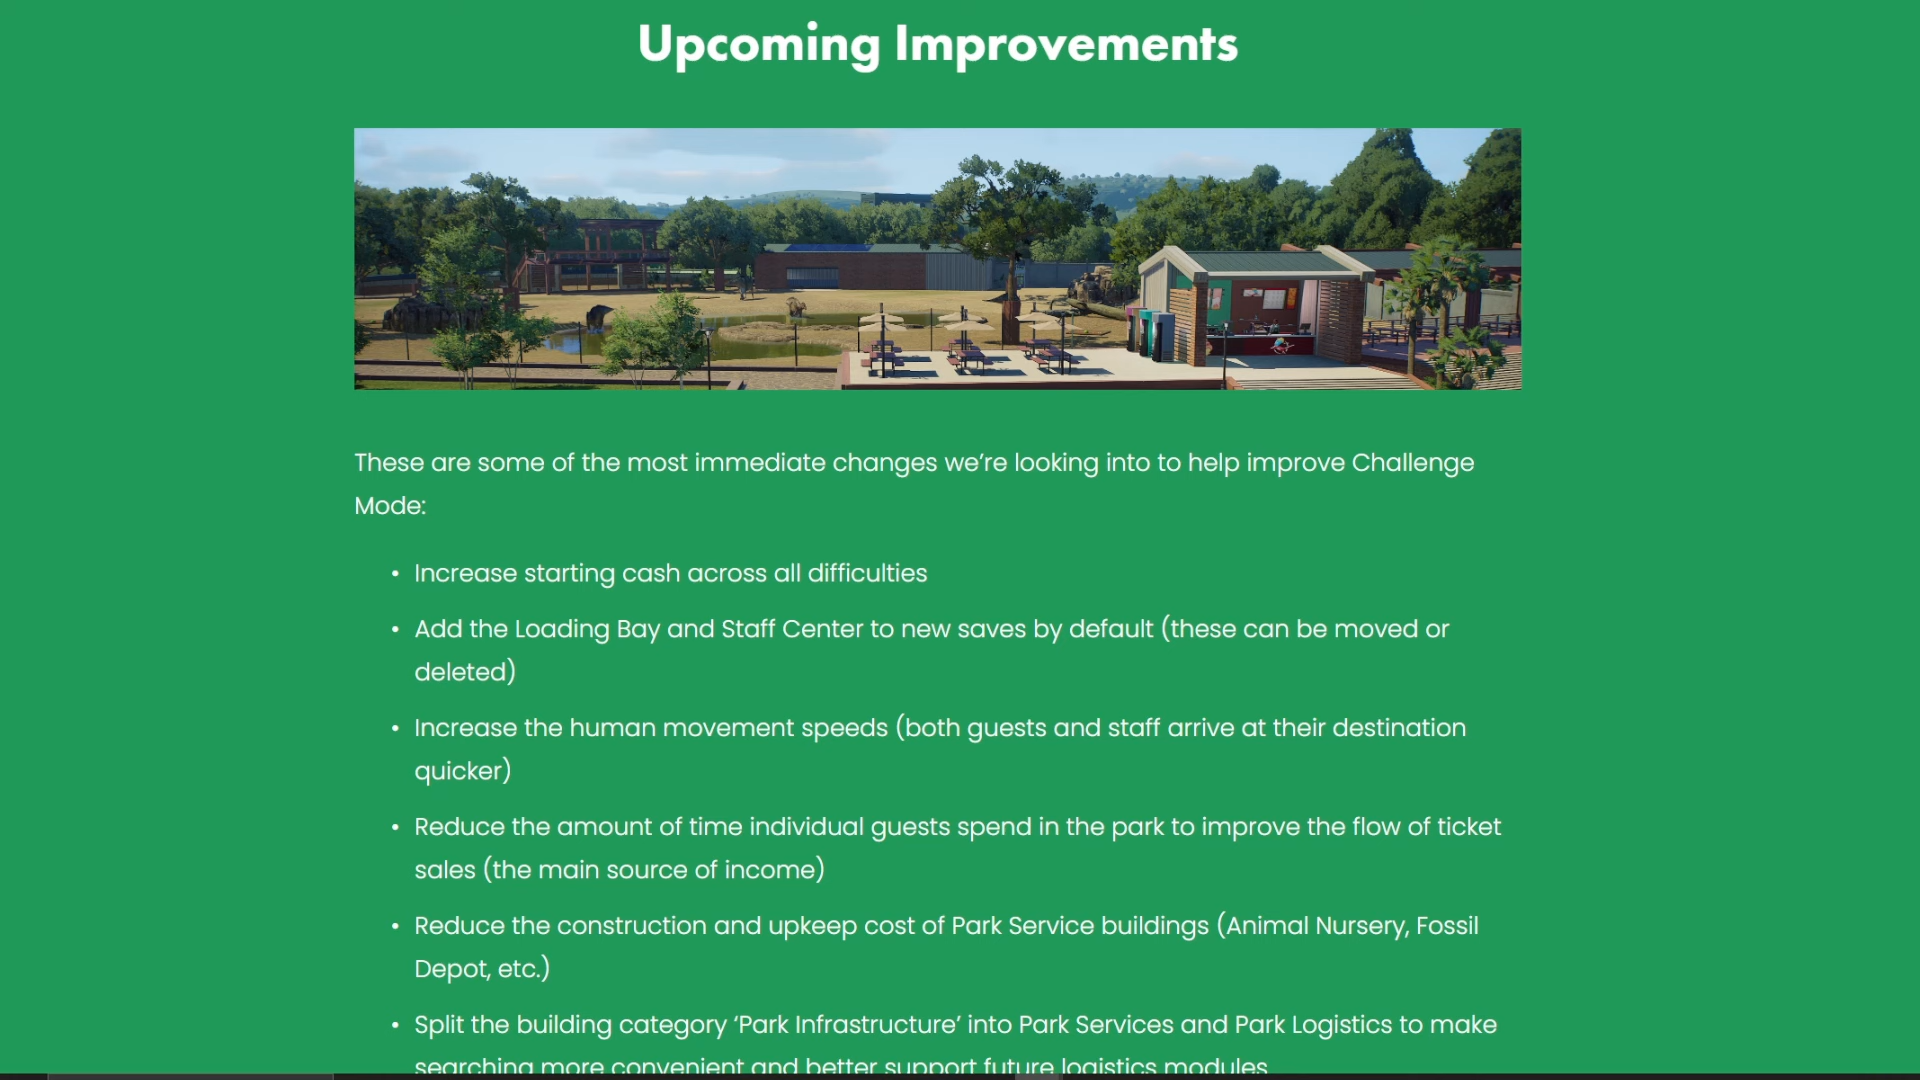 Upcoming Improvements
These are some of the most immediate changes we’re looking into to help improve Challenge
Mode:
• Increase starting cash across all difficulties
• Add the Loading Bay and Staff Center to new saves by default (these can be moved or
deleted)
• Increase the human movement speeds (both guests and staff arrive at their destination
quicker)
• Reduce the amount of time individual guests spend in the park to improve the flow of ticket
sales (the main source of income)
• Reduce the construction and upkeep cost of Park Service buildings (Animal Nursery, Fossil
Depot, etc.)
• Split the building category ‘Park Infrastructure’ into Park Services and Park Logistics to make
searching more convenient and better support future logistics modules